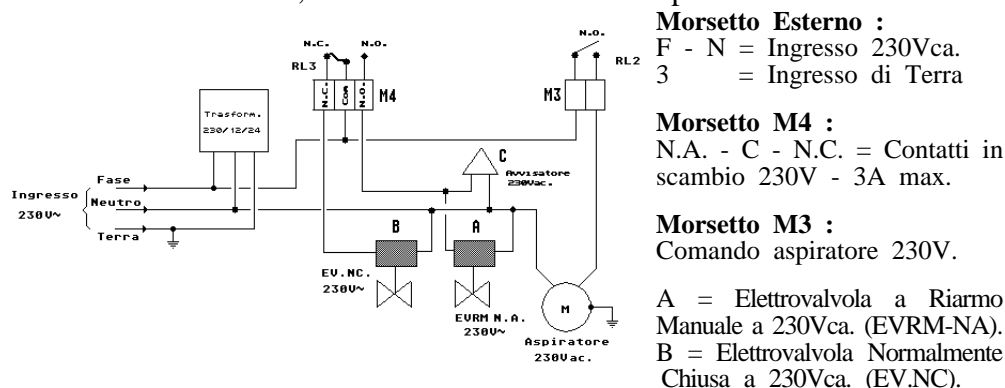 N.C.
N.O.
RL3
N.C.
Com
N.O.
M4
N.O.
RL2
M3
Trasform.
230/12/24
C
Avvisatore
230Vac.
Ingresso
230V~
Fase
Neutro
Terra
B
A
EV.NC.
230V~
EVRM N.A.
230V~
M
Aspiratore
230Vac.
Morsetto Esterno :
F - N = Ingresso 230Vca.
3 = Ingresso di Terra
Morsetto M4 :
N.A. - C - N.C. = Contatti in
scambio 230V - 3A max.
Morsetto M3 :
Comando aspiratore 230V.
A = Elettrovalvola a Riarmo
Manuale a 230Vca. (EVRM-NA).
B = Elettrovalvola Normalmente
Chiusa a 230Vca. (EV.NC).